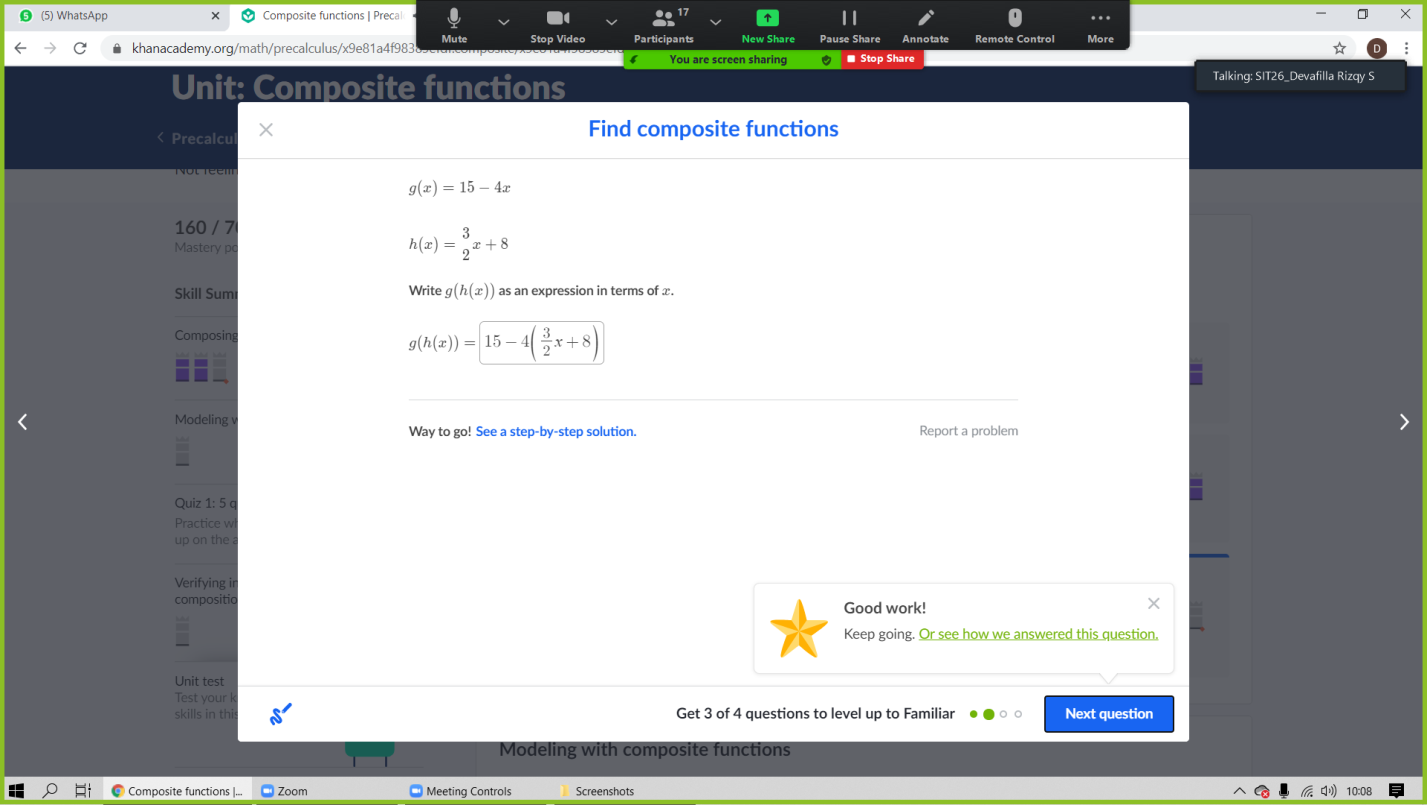 (5) WhatsApp
Composite functions | Precal
Mute
Stop Video
17
Participants
New Share
Pause Share
Annotate
Remote Control
More
khanacademy.org/math/precalculus/
D
You are screen sharing
Stop Share
Talking: SIT26_Devafilla Rizqy S
Unit: Composite functions
Precalcul
160 / 70
Mastery po
Skill Summ
Composing
Modeling w
Quiz 1: 5 q
Practice wh
up on the a
Verifying in
compositio
Unit test
Test your k
skills in this
Find composite functions
g(x) = 15 − 4x
h(x) = 3/2 x + 8
Write g(h(x)) as an expression in terms of x.
g(h(x)) = 15 − 4(3/2 x + 8)
Way to go! See a step-by-step solution.
Report a problem
Good work!
Keep going. Or see how we answered this question.
Get 3 of 4 questions to level up to Familiar
Next question
Modeling with composite functions
Composite functions |...
Zoom
Meeting Controls
Screenshots
10:08